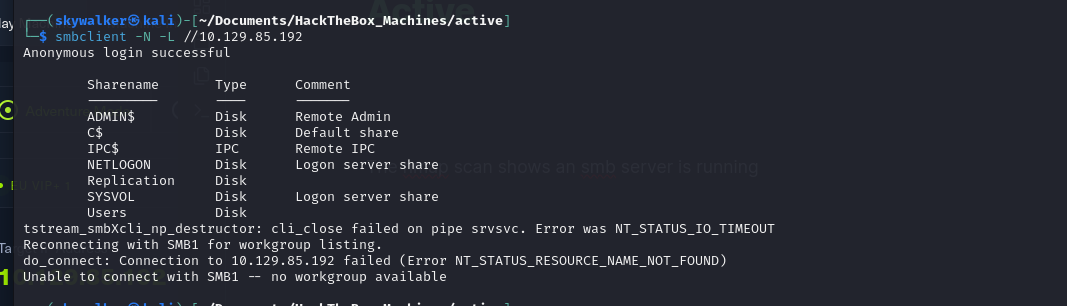 Active
┌──(skywalker㉿kali)-[~/Documents/HackTheBox_Machines/active]
└─$ smbclient -N -L //10.129.85.192
Anonymous login successful
Sharename Type Comment
--------- ---- -------
ADMIN$ Disk Remote Admin
C$ Disk Default share
IPC$ IPC Remote IPC
NETLOGON Disk Logon server share
scan shows an smb server is running
Replication Disk
SYSVOL Disk Logon server share
Users Disk
tstream_smbXcli_np_destructor: cli_close failed on pipe srvsvc. Error was NT_STATUS_IO_TIMEOUT
Reconnecting with SMB1 for workgroup listing.
do_connect: Connection to 10.129.85.192 failed (Error NT_STATUS_RESOURCE_NAME_NOT_FOUND)
Unable to connect with SMB1 -- no workgroup available